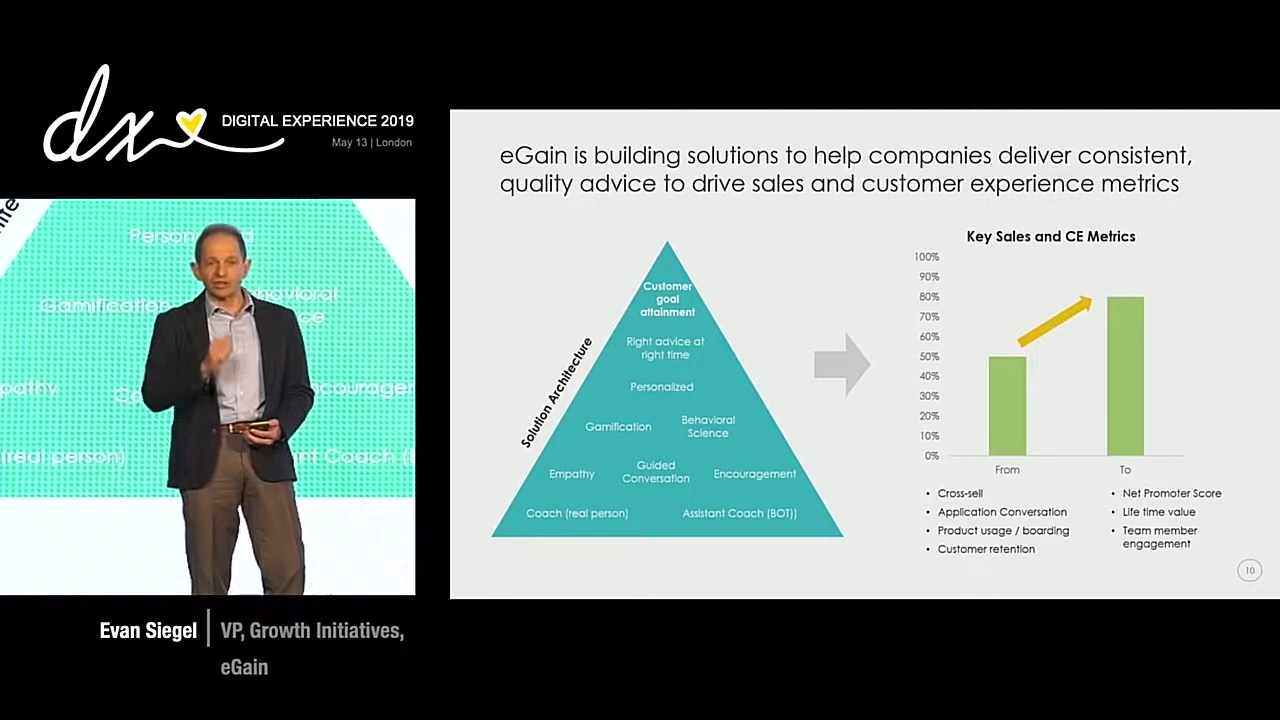 dx
DIGITAL EXPERIENCE 2019
May 13 | London
eGain is building solutions to help companies deliver consistent,
quality advice to drive sales and customer experience metrics
Solution Architecture
Customer
goal
attainment
Right advice at
right time
Personalized
Gamification
Behavioral
Science
Empathy
Guided
Conversation
Encouragement
Coach (real person)
Assistant Coach (BOT))
Key Sales and CE Metrics
100%
90%
80%
70%
60%
50%
40%
30%
20%
10%
0%
From
To
• Cross-sell
• Application Conversation
• Product usage / boarding
• Customer retention
• Net Promoter Score
• Life time value
• Team member
engagement
10
Gamification
(real person)
Evan Siegel | VP, Growth Initiatives,
eGain